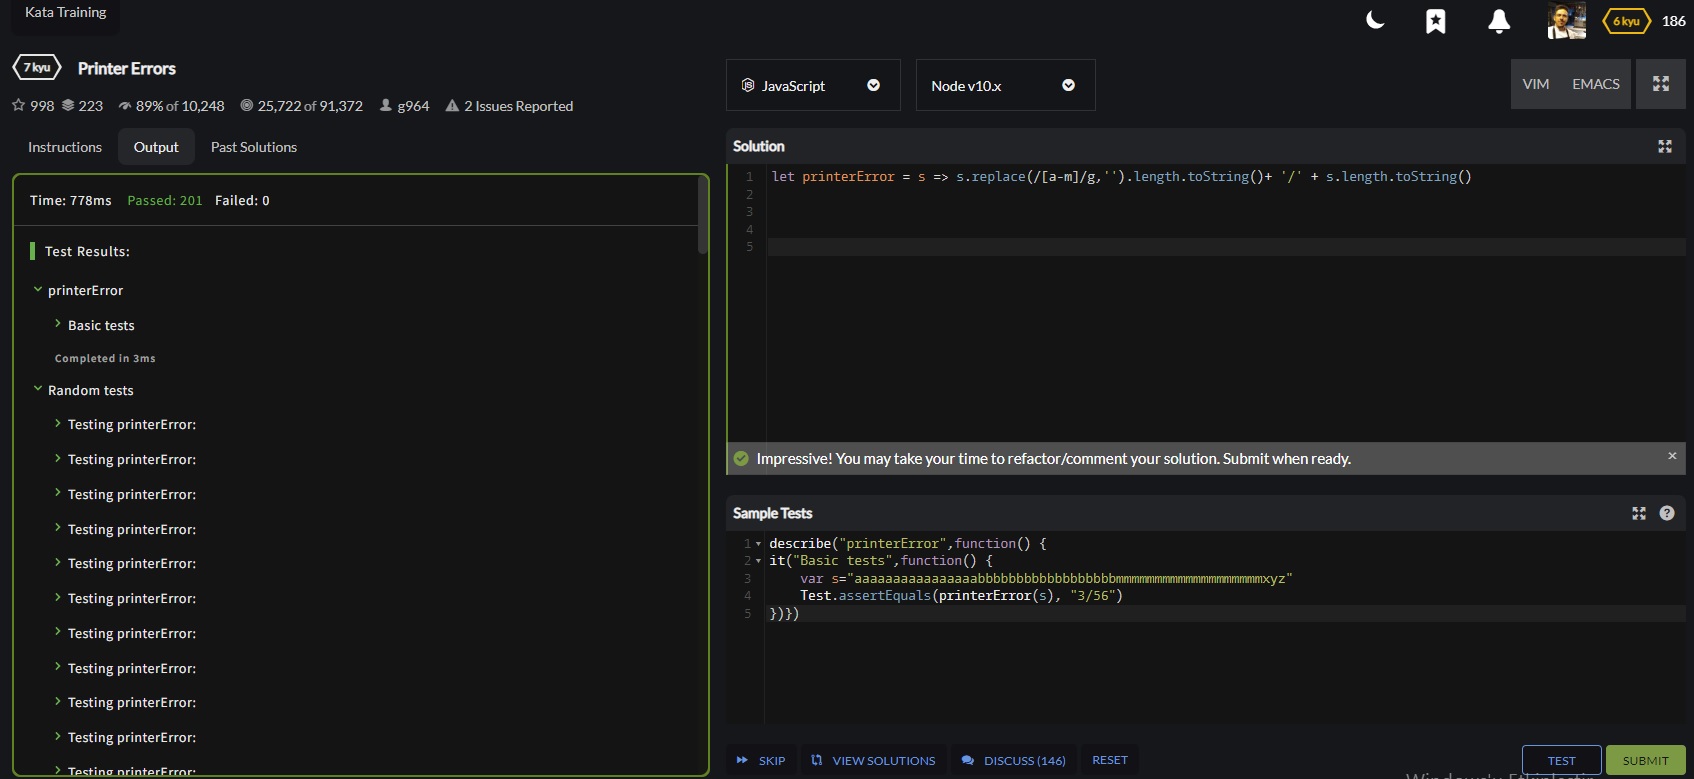 Kata Training
6 kyu 186
7 kyu Printer Errors
998 223 89% of 10,248 25,722 of 91,372 g964 2 Issues Reported
Instructions Output Past Solutions
Time: 778ms Passed: 201 Failed: 0
Test Results:
printerError
Basic tests
Completed in 3ms
Random tests
Testing printerError:
Testing printerError:
Testing printerError:
Testing printerError:
Testing printerError:
Testing printerError:
Testing printerError:
Testing printerError:
Testing printerError:
Testing printerError:
Testing printerError:
JavaScript Node v10.x VIM EMACS
Solution
1 let printerError = s => s.replace(/[a-m]/g,'').length.toString()+ '/' + s.length.toString()
2
3
4
5
Impressive! You may take your time to refactor/comment your solution. Submit when ready.
Sample Tests
1 describe("printerError",function() {
2 it("Basic tests",function() {
3 var s="aaaaaaaaaaaaaaaabbbbbbbbbbbbbbbbbbmmmmmmmmmmmmmmmmmmmxyz"
4 Test.assertEquals(printerError(s), "3/56")
5 })})
SKIP VIEW SOLUTIONS DISCUSS (146) RESET TEST SUBMIT